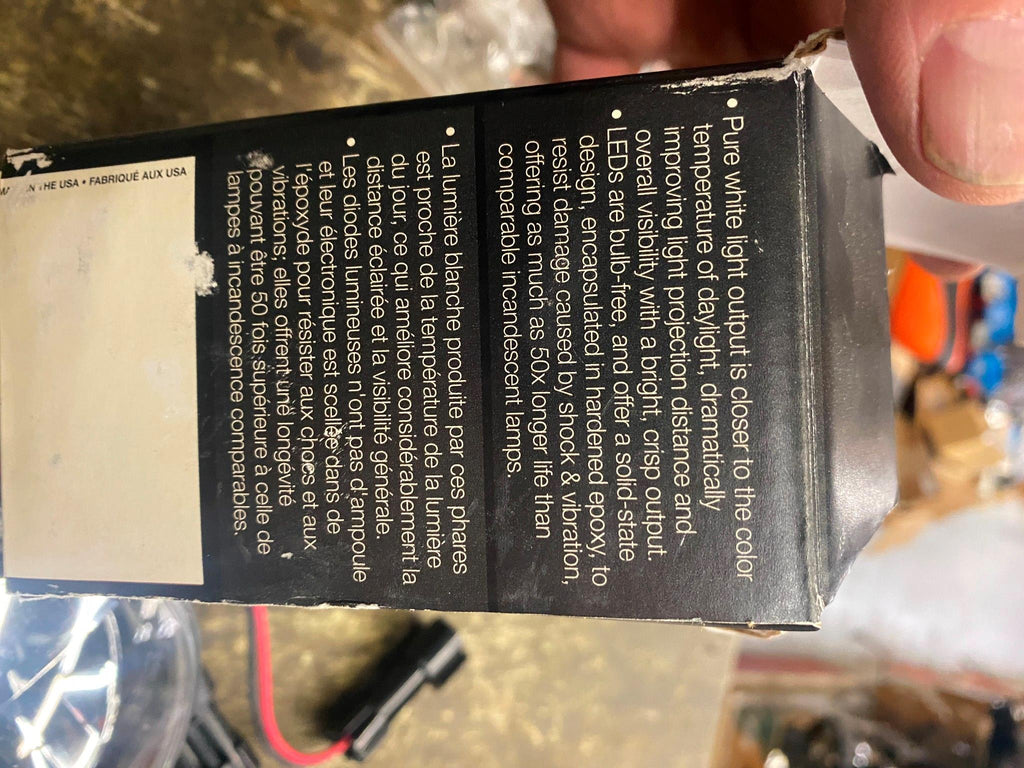 • Pure white light output is closer to the color
temperature of daylight, dramatically
improving light projection distance and
overall visibility with a bright, crisp output.
• LEDs are bulb-free, and offer a solid-state
design, encapsulated in hardened epoxy, to
resist damage caused by shock & vibration,
offering as much as 50x longer life than
comparable incandescent lamps.
• La lumière blanche produite par ces phares
est proche de la température de la lumière
du jour, ce qui améliore considérablement la
distance éclairée et la visibilité générale.
• Les diodes lumineuses n'ont pas d'ampoule
et leur électronique est scellée dans de
l'époxyde pour résister aux chocs et aux
vibrations; elles offrent une longévité
pouvant être 50 fois supérieure à celle de
lampes à incandescence comparables.
THE USA • FABRIQUÉ AUX USA